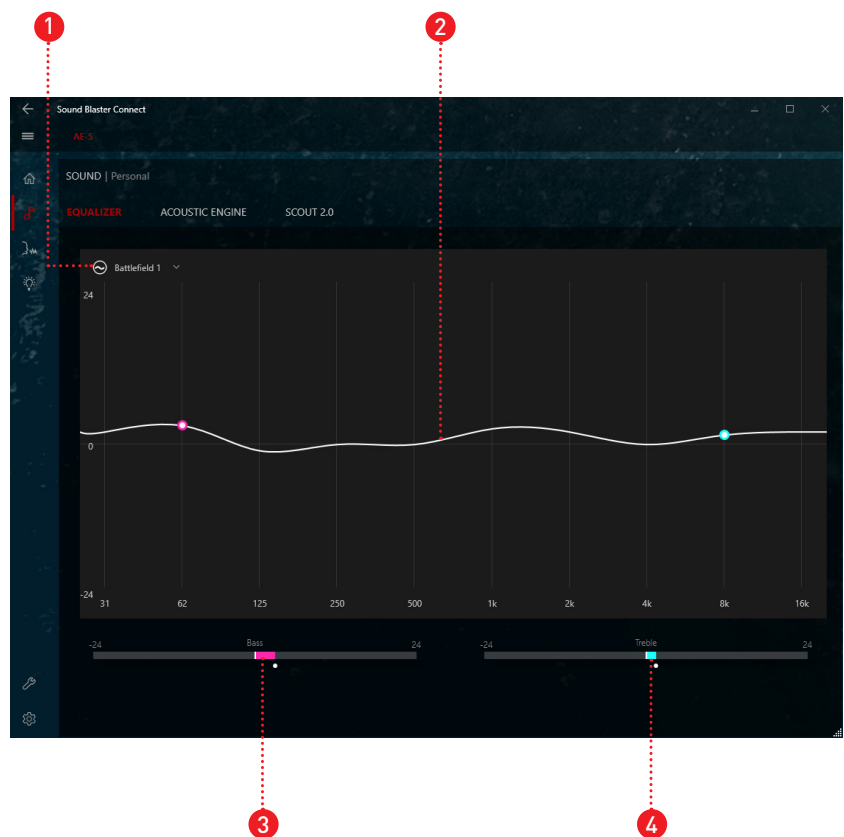 1 2
Sound Blaster Connect
AE-5
SOUND | Personal
EQUALIZER ACOUSTIC ENGINE SCOUT 2.0
Battlefield 1
24
0
-24
31 62 125 250 500 1k 2k 4k 8k 16k
-24 Bass 24 -24 Treble 24
3 4